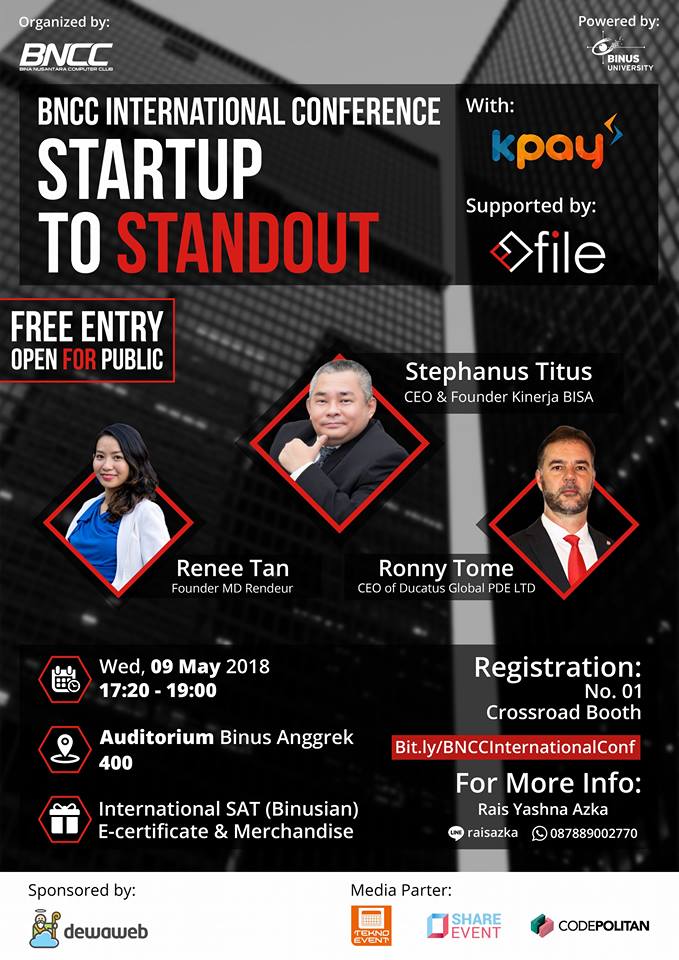 Organized by:
BNCC
BINA NUSANTARA COMPUTER CLUB
Powered by:
BINUS
UNIVERSITY
BNCC INTERNATIONAL CONFERENCE
STARTUP
TO STANDOUT
With:
kpay
Supported by:
file
FREE ENTRY
OPEN FOR PUBLIC
Stephanus Titus
CEO & Founder Kinerja BISA
Renee Tan
Founder MD Rendeur
Ronny Tome
CEO of Ducatus Global PDE LTD
Wed, 09 May 2018
17:20 - 19:00
Auditorium Binus Anggrek
400
International SAT (Binusian)
E-certificate & Merchandise
Registration:
No. 01
Crossroad Booth
Bit.ly/BNCCInternationalConf
For More Info:
Rais Yashna Azka
LINE raisazka 087889002770
Sponsored by:
dewaweb
Media Parter:
TEKNO
EVENT
SHARE
EVENT
CODEPOLITAN